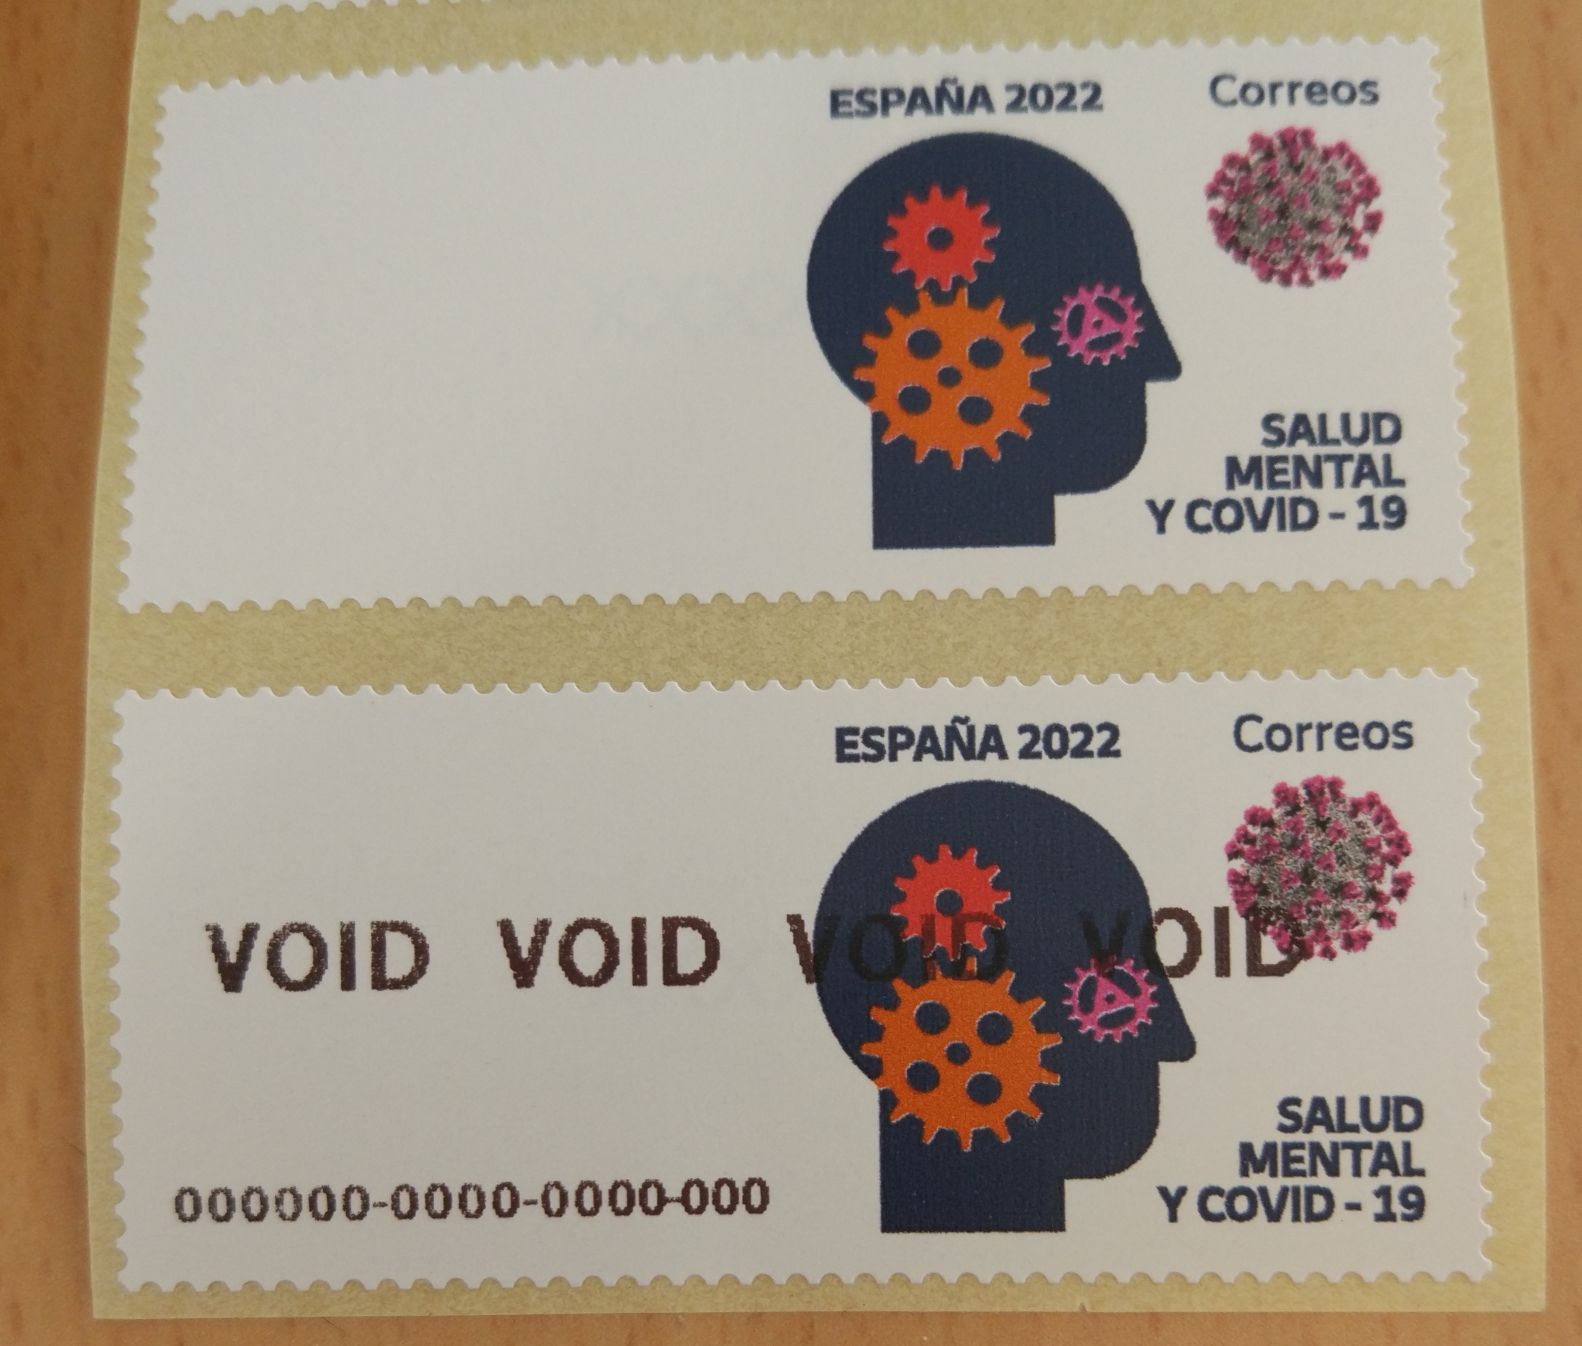 ESPAÑA 2022
Correos
SALUD
MENTAL
Y COVID - 19
ESPAÑA 2022
Correos
VOID VOID VOID VOID
SALUD
MENTAL
Y COVID - 19
000000-0000-0000-000